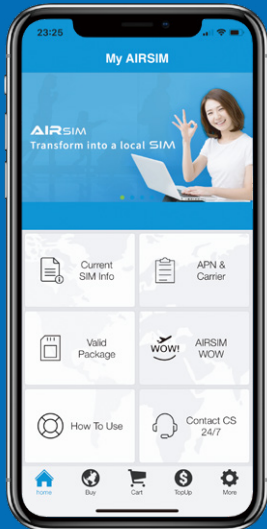 23:25
My AIRSIM
AIRSIM
Transform into a local SIM
Current
SIM Info
APN &
Carrier
Valid
Package
WOW!
AIRSIM
WOW
How To Use
Contact CS
24/7
home
Buy
Cart
TopUp
More